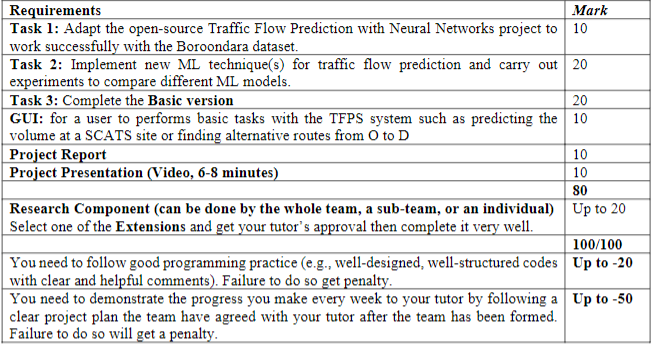 Requirements Mark
Task 1: Adapt the open-source Traffic Flow Prediction with Neural Networks project to 10
work successfully with the Boroondara dataset.
Task 2: Implement new ML technique(s) for traffic flow prediction and carry out 20
experiments to compare different ML models.
Task 3: Complete the Basic version 20
GUI: for a user to performs basic tasks with the TFPS system such as predicting the 10
volume at a SCATS site or finding alternative routes from O to D
Project Report 10
Project Presentation (Video, 6-8 minutes) 10
80
Research Component (can be done by the whole team, a sub-team, or an individual) Up to 20
Select one of the Extensions and get your tutor's approval then complete it very well.
100/100
You need to follow good programming practice (e.g., well-designed, well-structured codes Up to -20
with clear and helpful comments). Failure to do so get penalty.
You need to demonstrate the progress you make every week to your tutor by following a Up to -50
clear project plan the team have agreed with your tutor after the team has been formed.
Failure to do so will get a penalty.